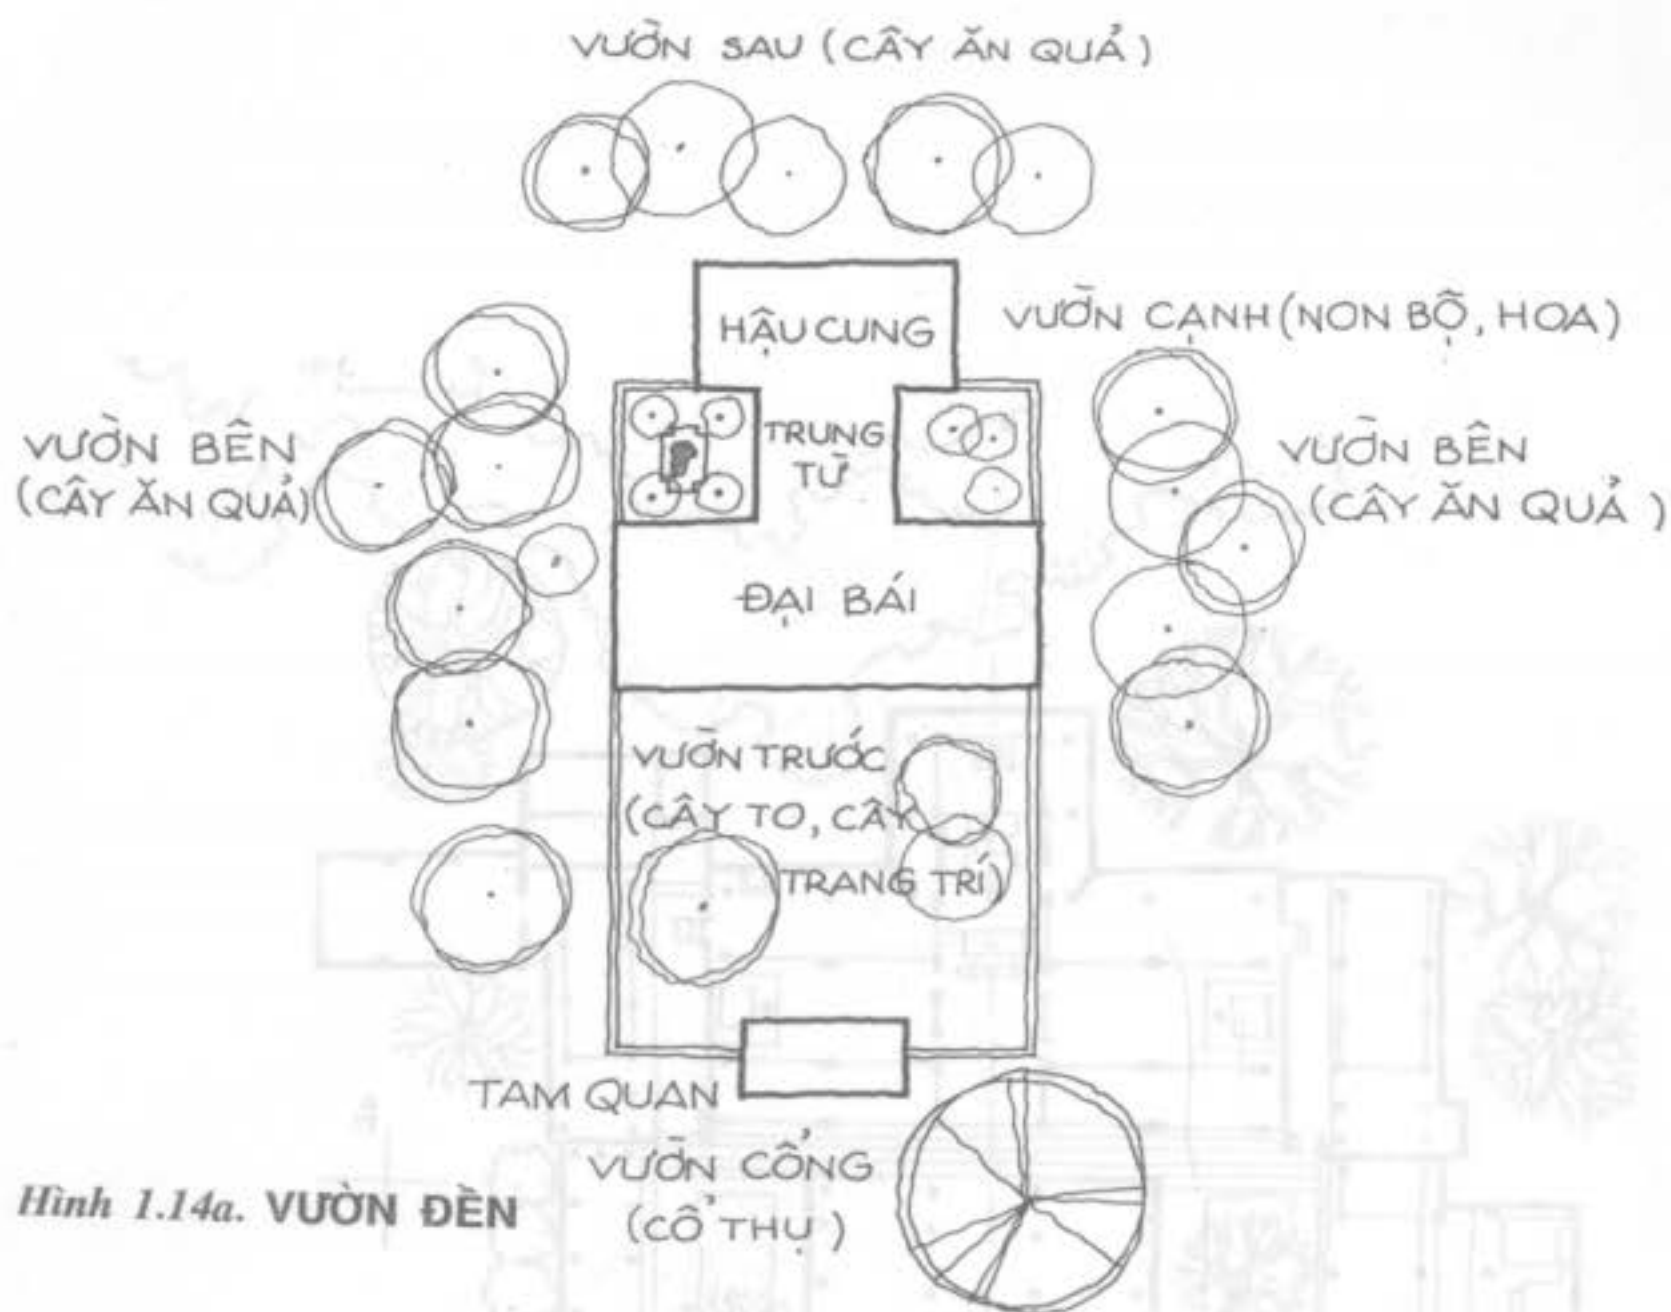 VƯỜN SAU (CÂY ĂN QUẢ)
HẬU CUNG
VƯỜN CẠNH (NON BỘ, HOA)
VƯỜN BÊN
(CÂY ĂN QUẢ)
TRUNG
TỪ
VƯỜN BÊN
(CÂY ĂN QUẢ)
ĐẠI BÁI
VƯỜN TRƯỚC
(CÂY TO, CÂY
TRANG TRÍ)
TAM QUAN
VƯỜN CỔNG
(CỔ THỤ)
Hình 1.14a. VƯỜN ĐỀN